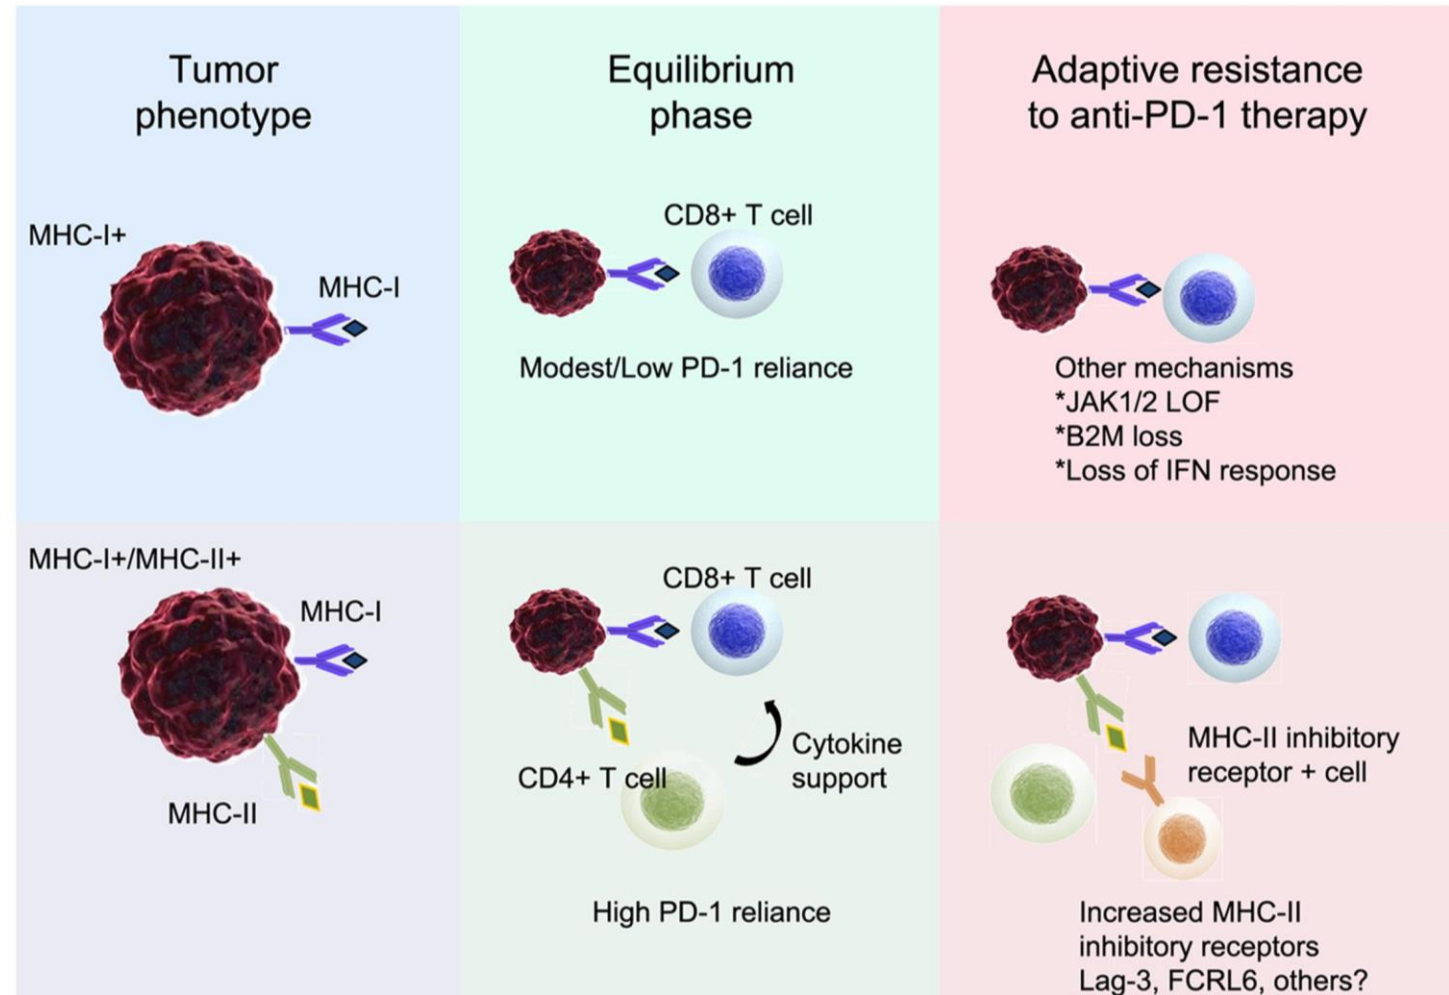 Tumor
phenotype
Equilibrium
phase
Adaptive resistance
to anti-PD-1 therapy
MHC-I+
MHC-I
CD8+ T cell
Modest/Low PD-1 reliance
Other mechanisms
*JAK1/2 LOF
*B2M loss
*Loss of IFN response
MHC-I+/MHC-II+
MHC-I
MHC-II
CD8+ T cell
Cytokine
support
CD4+ T cell
High PD-1 reliance
MHC-II inhibitory
receptor + cell
Increased MHC-II
inhibitory receptors
Lag-3, FCRL6, others?